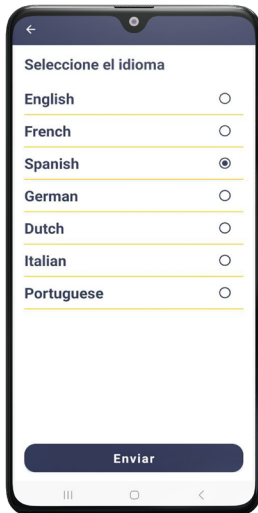 Seleccione el idioma
English
French
Spanish
German
Dutch
Italian
Portuguese
Enviar